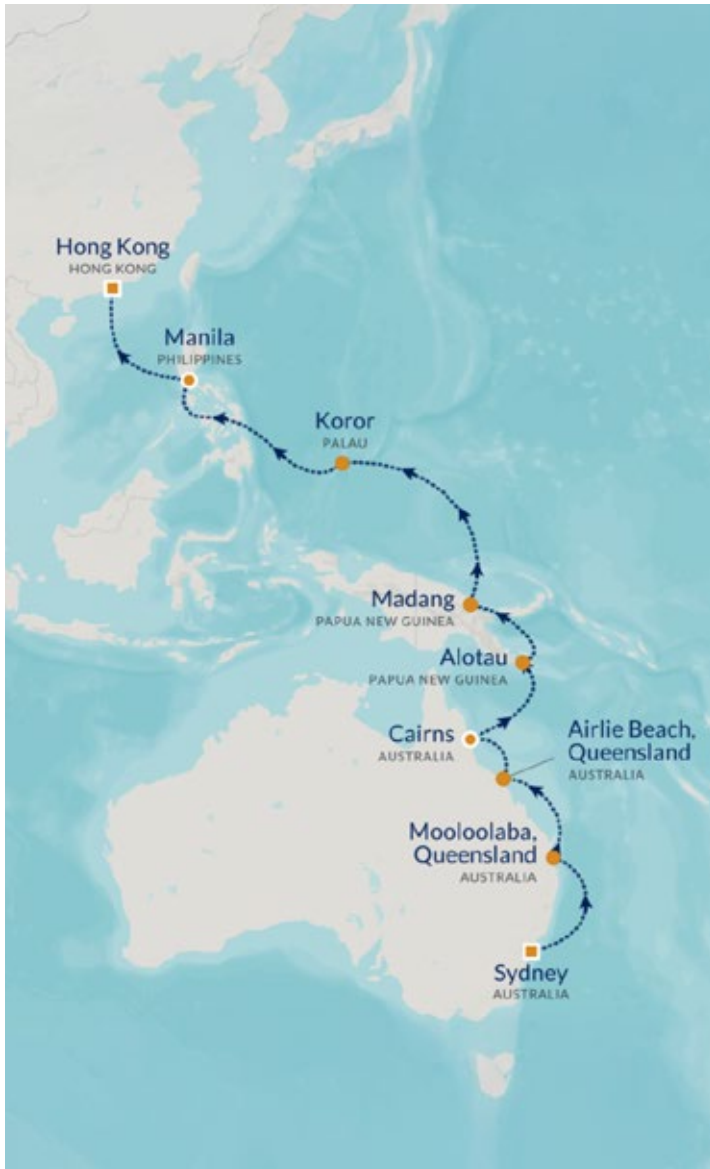 Hong Kong
HONG KONG
Manila
PHILIPPINES
Koror
PALAU
Madang
PAPUA NEW GUINEA
Alotau
PAPUA NEW GUINEA
Cairns
AUSTRALIA
Airlie Beach,
Queensland
AUSTRALIA
Mooloolaba,
Queensland
AUSTRALIA
Sydney
AUSTRALIA